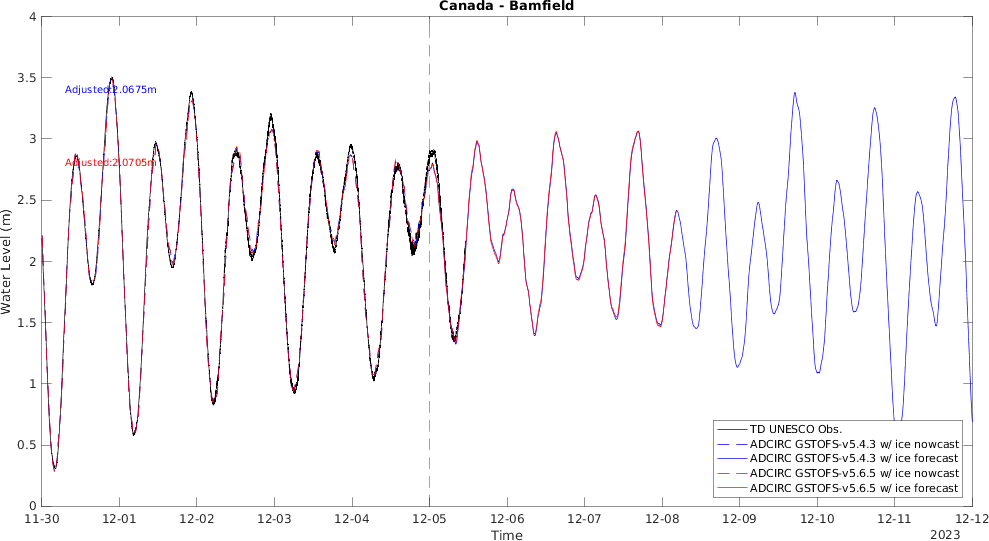 Canada - Bamfield
4
3.5
3
2.5
2
1.5
1
0.5
0
Water Level (m)
Adjusted:2.0675m
Adjusted:2.0705m
TD UNESCO Obs.
ADCIRC GSTOFS-v5.4.3 w/ ice nowcast
ADCIRC GSTOFS-v5.4.3 w/ ice forecast
ADCIRC GSTOFS-v5.6.5 w/ ice nowcast
ADCIRC GSTOFS-v5.6.5 w/ ice forecast
11-30 12-01 12-02 12-03 12-04 12-05 12-06 12-07 12-08 12-09 12-10 12-11 12-12
Time
2023